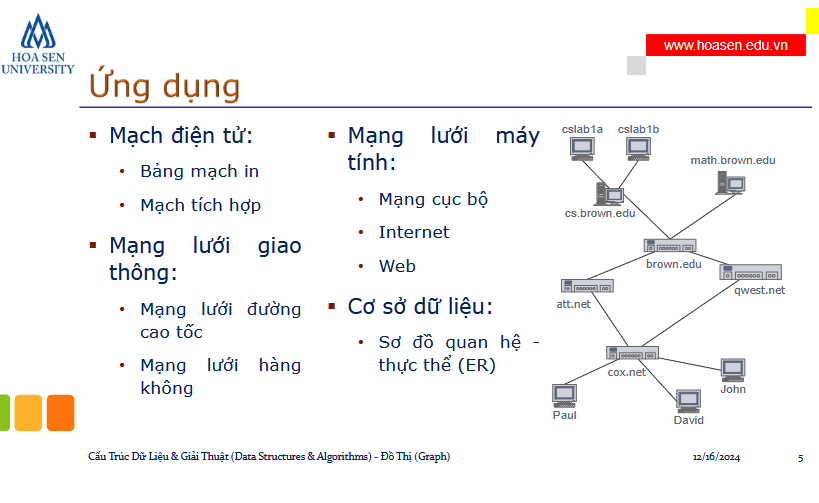 HOA SEN
UNIVERSITY
www.hoasen.edu.vn
Ứng dụng
▪ Mạch điện tử:
• Bảng mạch in
• Mạch tích hợp
▪ Mạng lưới giao
thông:
• Mạng lưới đường
cao tốc
• Mạng lưới hàng
không
▪ Mạng lưới máy
tính:
• Mạng cục bộ
• Internet
• Web
▪ Cơ sở dữ liệu:
• Sơ đồ quan hệ -
thực thể (ER)
cslab1a cslab1b
math.brown.edu
cs.brown.edu
brown.edu
qwest.net
att.net
cox.net
John
Paul
David
Cấu Trúc Dữ Liệu & Giải Thuật (Data Structures & Algorithms) - Đồ Thị (Graph)
12/16/2024
5